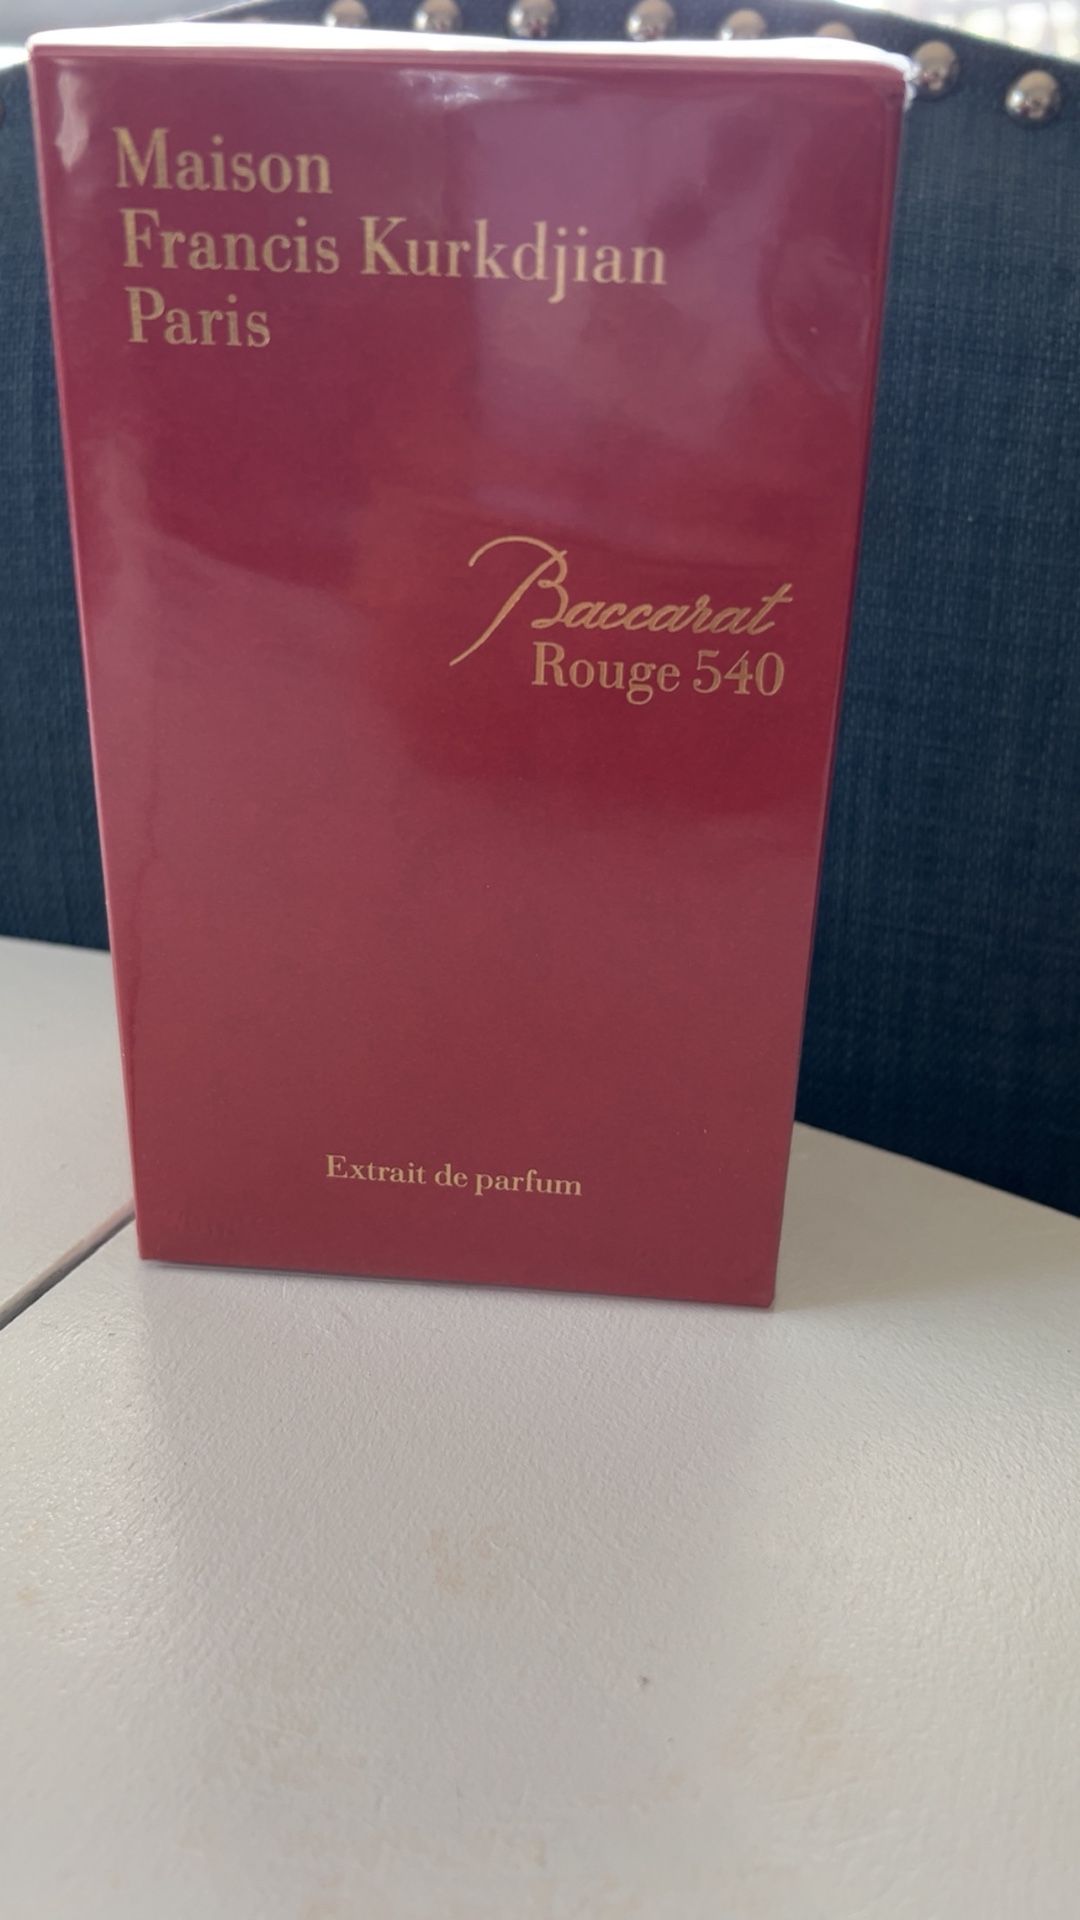 Maison
Francis Kurkdjian
Paris
Baccarat
Rouge 540
Extrait de parfum